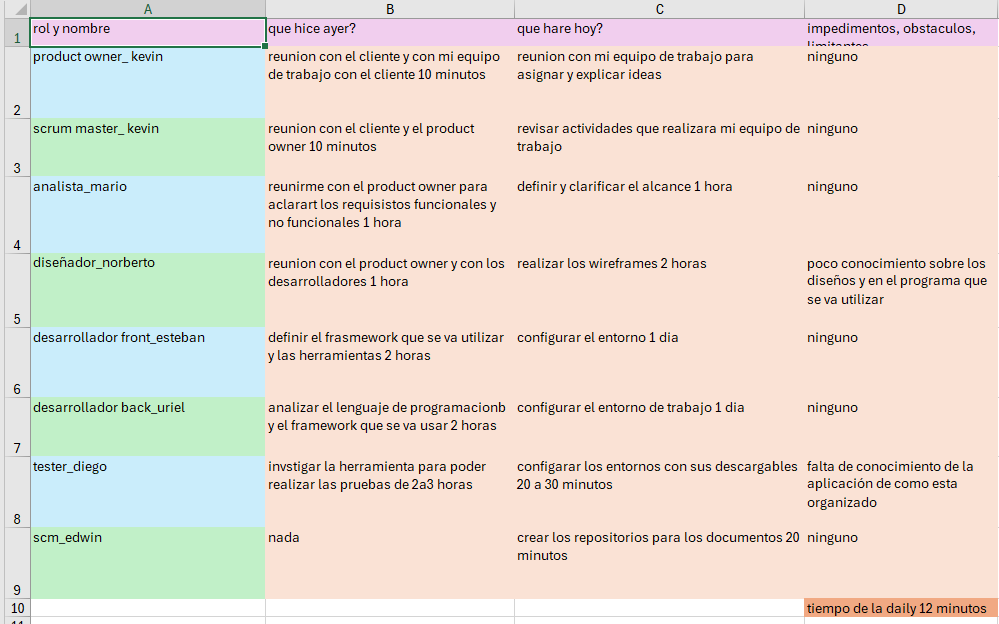 A B C D
1 rol y nombre que hice ayer? que hare hoy? impedimentos, obstaculos,
limitantes
2 product owner_ kevin reunion con el cliente y con mi equipo reunion con mi equipo de trabajo para ninguno
de trabajo con el cliente 10 minutos asignar y explicar ideas
3 scrum master_ kevin reunion con el cliente y el product revisar actividades que realizara mi equipo de ninguno
owner 10 minutos trabajo
4 analista_mario reunirme con el product owner para definir y clarificar el alcance 1 hora ninguno
aclarart los requisistos funcionales y
no funcionales 1 hora
5 diseñador_norberto reunion con el product owner y con los realizar los wireframes 2 horas poco conocimiento sobre los
desarrolladores 1 hora diseños y en el programa que
se va utilizar
6 desarrollador front_esteban definir el frasmework que se va utilizar configurar el entorno 1 dia ninguno
y las herramientas 2 horas
7 desarrollador back_uriel analizar el lenguaje de programacionb configurar el entorno de trabajo 1 dia ninguno
y el framework que se va usar 2 horas
8 tester_diego invstigar la herramienta para poder configarar los entornos con sus descargables falta de conocimiento de la
realizar las pruebas de 2a3 horas 20 a 30 minutos aplicación de como esta
organizado
9 scm_edwin nada crear los repositorios para los documentos 20 ninguno
minutos
10 tiempo de la daily 12 minutos
11